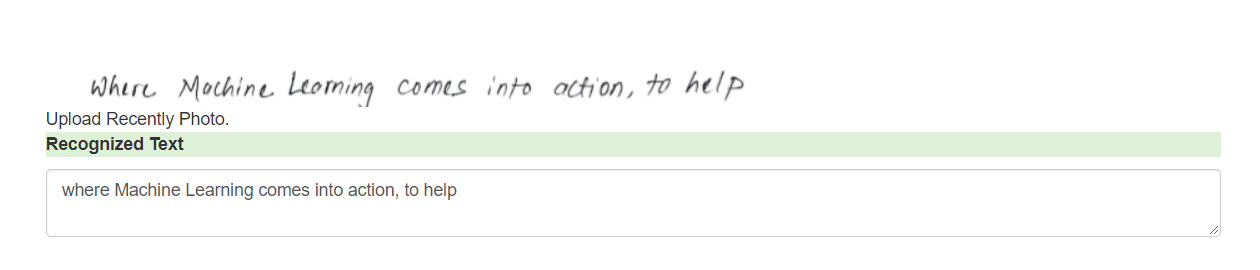 where Machine Learning comes into action, to help
Upload Recently Photo.
Recognized Text
where Machine Learning comes into action, to help